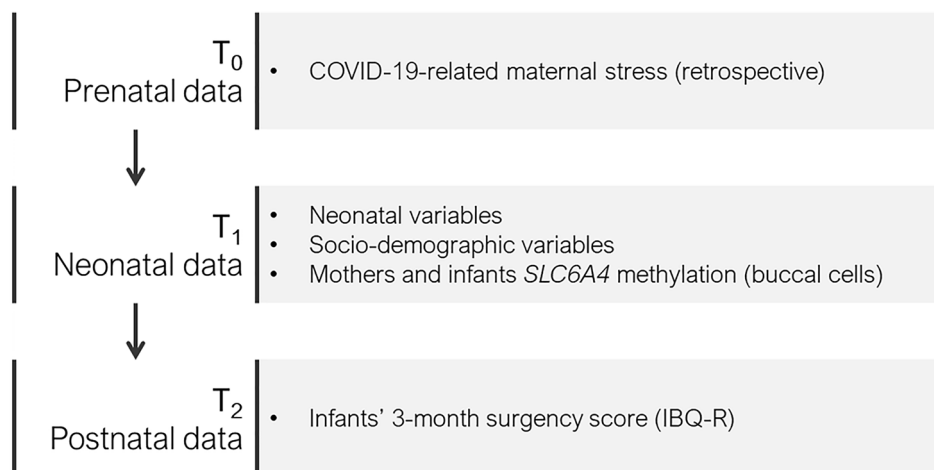 T₀
Prenatal data
• COVID-19-related maternal stress (retrospective)
T₁
Neonatal data
• Neonatal variables
• Socio-demographic variables
• Mothers and infants SLC6A4 methylation (buccal cells)
T₂
Postnatal data
• Infants’ 3-month surgency score (IBQ-R)